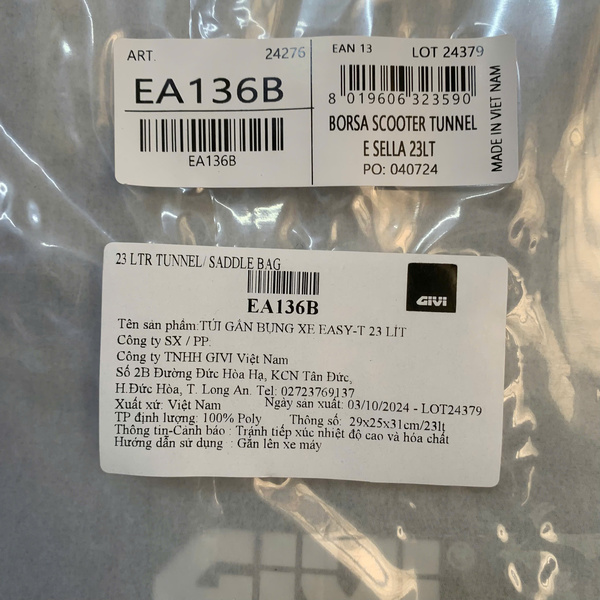 ART. 24276
EA136B
EA136B
EAN 13 LOT 24379
8 019606 323590
BORSA SCOOTER TUNNEL
E SELLA 23LT
PO: 040724
MADE IN VIET NAM
23 LTR TUNNEL/ SADDLE BAG
EA136B
GIVI
Tên sản phẩm:TÚI GẮN BỤNG XE EASY-T 23 LÍT
Công ty SX / PP:
Công ty TNHH GIVI Việt Nam
Số 2B Đường Đức Hòa Hạ, KCN Tân Đức,
H.Đức Hòa, T. Long An. Tel: 02723769137
Xuất xứ: Việt Nam Ngày sản xuất: 03/10/2024 - LOT24379
TP định lượng: 100% Poly Thông số: 29x25x31cm/23lt
Thông tin-Cảnh báo : Tránh tiếp xúc nhiệt độ cao và hóa chất
Hướng dẫn sử dụng : Gắn lên xe máy
GIVI